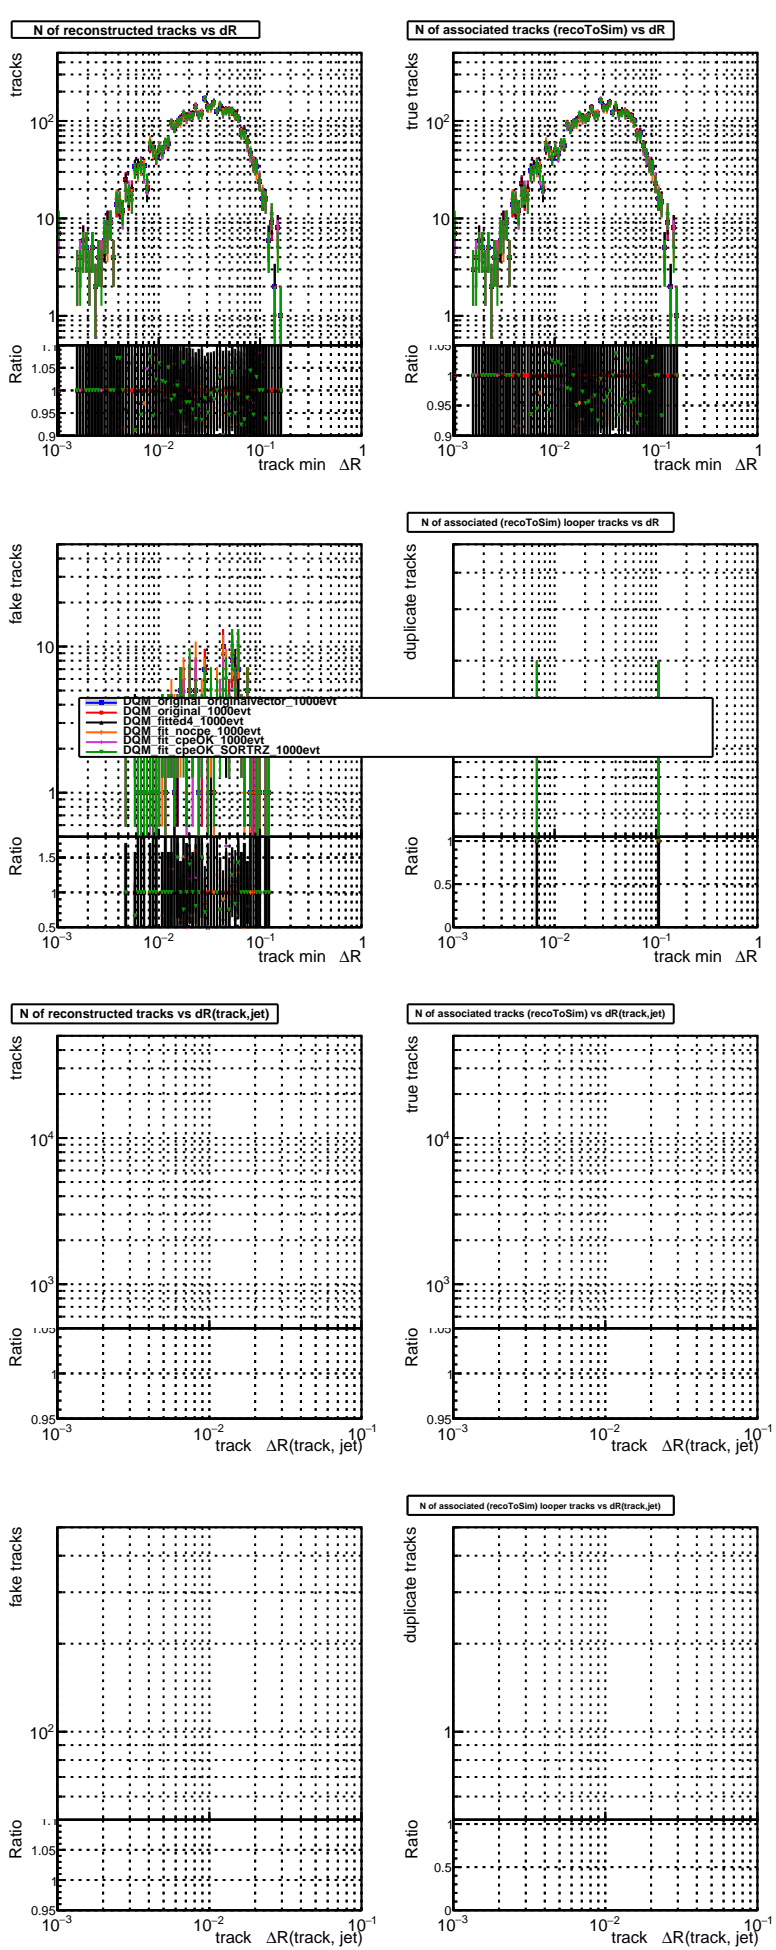 N of reconstructed tracks vs dR
N of associated tracks (recoToSim) vs dR
tracks
10²
10
1
Ratio
1.1
1.05
1
0.95
0.9
10⁻³ 10⁻² 10⁻¹ 1
track min ΔR
true tracks
10²
10
1
Ratio
1.05
1
0.95
0.9
10⁻³ 10⁻² 10⁻¹ 1
track min ΔR
N of associated (recoToSim) looper tracks vs dR
fake tracks
10
1
Ratio
1.5
1
0.5
10⁻³ 10⁻² 10⁻¹ 1
track min ΔR
duplicate tracks
Ratio
1
0.5
0
10⁻³ 10⁻² 10⁻¹ 1
track min ΔR
DQM_original_originalvector_1000evt
DQM_original_1000evt
DQM_fitted4_1000evt
DQM_fit_nocpe_1000evt
DQM_fit_cpeOK_1000evt
DQM_fit_cpeOK_SORTRZ_1000evt
N of reconstructed tracks vs dR(track,jet)
N of associated tracks (recoToSim) vs dR(track,jet)
tracks
10⁴
10³
Ratio
1.05
1
0.95
10⁻³ 10⁻² 10⁻¹
track ΔR(track, jet)
true tracks
10⁴
10³
Ratio
1.05
1
0.95
10⁻³ 10⁻² 10⁻¹
track ΔR(track, jet)
N of associated (recoToSim) looper tracks vs dR(track,jet)
fake tracks
10²
Ratio
1.1
1.05
1
0.95
10⁻³ 10⁻² 10⁻¹
track ΔR(track, jet)
duplicate tracks
1
Ratio
1
0.5
0
10⁻³ 10⁻² 10⁻¹
track ΔR(track, jet)